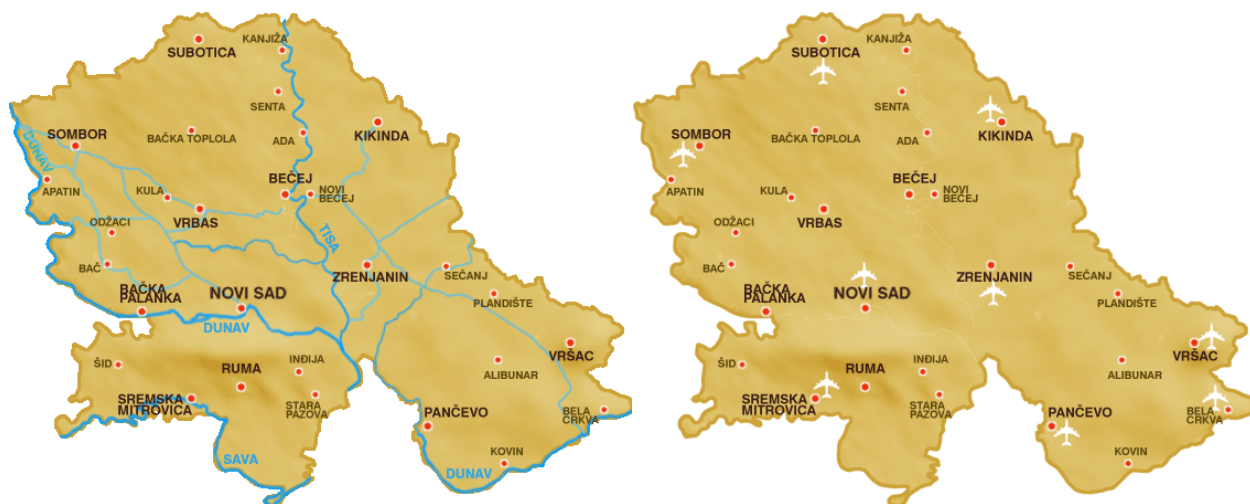 KANJIŽA
SUBOTICA
SENTA
SOMBOR
BAČKA TOPLOLA
ADA
KIKINDA
DUNAV
APATIN
KULA
BEČEJ
NOVI
BEČEJ
VRBAS
ODŽACI
TISA
BAČ
ZRENJANIN
SEČANJ
BAČKA
PALANKA
NOVI SAD
PLANDIŠTE
DUNAV
VRŠAC
ŠID
RUMA
INĐIJA
ALIBUNAR
SREMSKA
MITROVICA
STARA
PAZOVA
PANČEVO
BELA
CRKVA
KOVIN
SAVA
DUNAV
KANJIŽA
SUBOTICA
SENTA
SOMBOR
BAČKA TOPLOLA
ADA
KIKINDA
APATIN
KULA
BEČEJ
NOVI
BEČEJ
VRBAS
ODŽACI
BAČ
ZRENJANIN
SEČANJ
BAČKA
PALANKA
NOVI SAD
PLANDIŠTE
VRŠAC
ŠID
RUMA
INĐIJA
ALIBUNAR
SREMSKA
MITROVICA
STARA
PAZOVA
PANČEVO
BELA
CRKVA
KOVIN